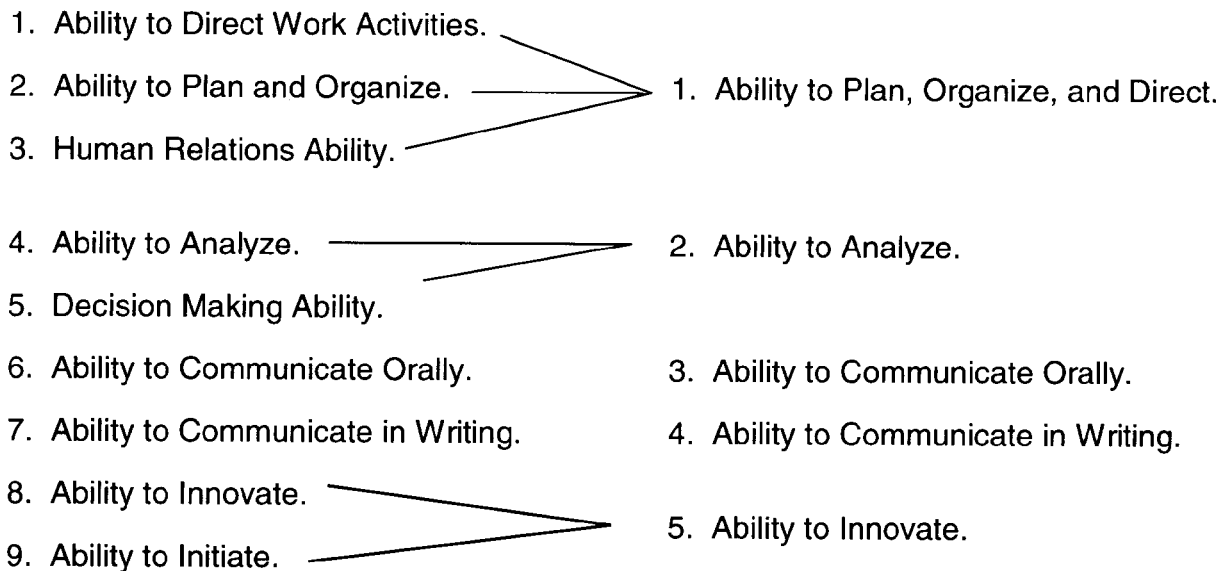 1. Ability to Direct Work Activities.
2. Ability to Plan and Organize.
3. Human Relations Ability.
1. Ability to Plan, Organize, and Direct.
4. Ability to Analyze.
2. Ability to Analyze.
5. Decision Making Ability.
6. Ability to Communicate Orally.
3. Ability to Communicate Orally.
7. Ability to Communicate in Writing.
4. Ability to Communicate in Writing.
8. Ability to Innovate.
9. Ability to Initiate.
5. Ability to Innovate.